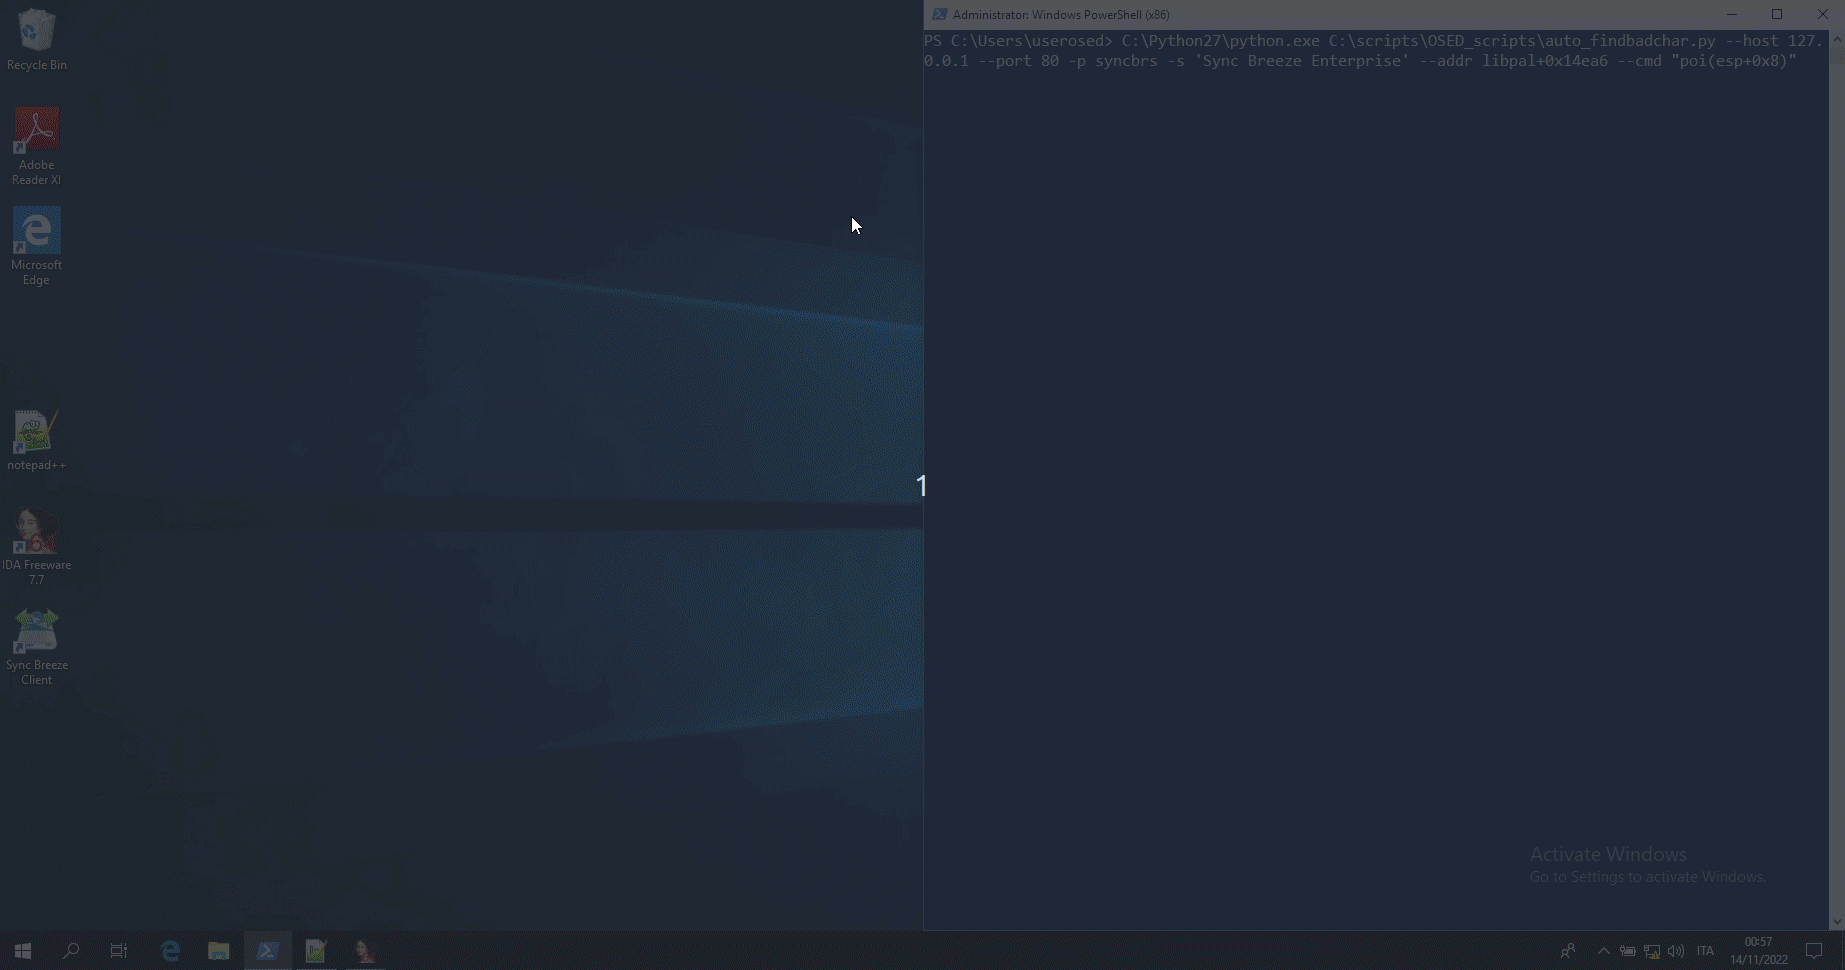 Recycle Bin
Adobe
Reader XI
Microsoft
Edge
notepad++
IDA Freeware
7.7
Sync Breeze
Client
Administrator: Windows PowerShell (x86)
PS C:\Users\userosed> C:\Python27\python.exe C:\scripts\OSED_scripts\auto_findbadchar.py --host 127.
0.0.1 --port 80 -p syncbrs -s 'Sync Breeze Enterprise' --addr libpal+0x14ea6 --cmd "poi(esp+0x8)"
1
Activate Windows
Go to Settings to activate Windows.
ITA
00:57
14/11/2022